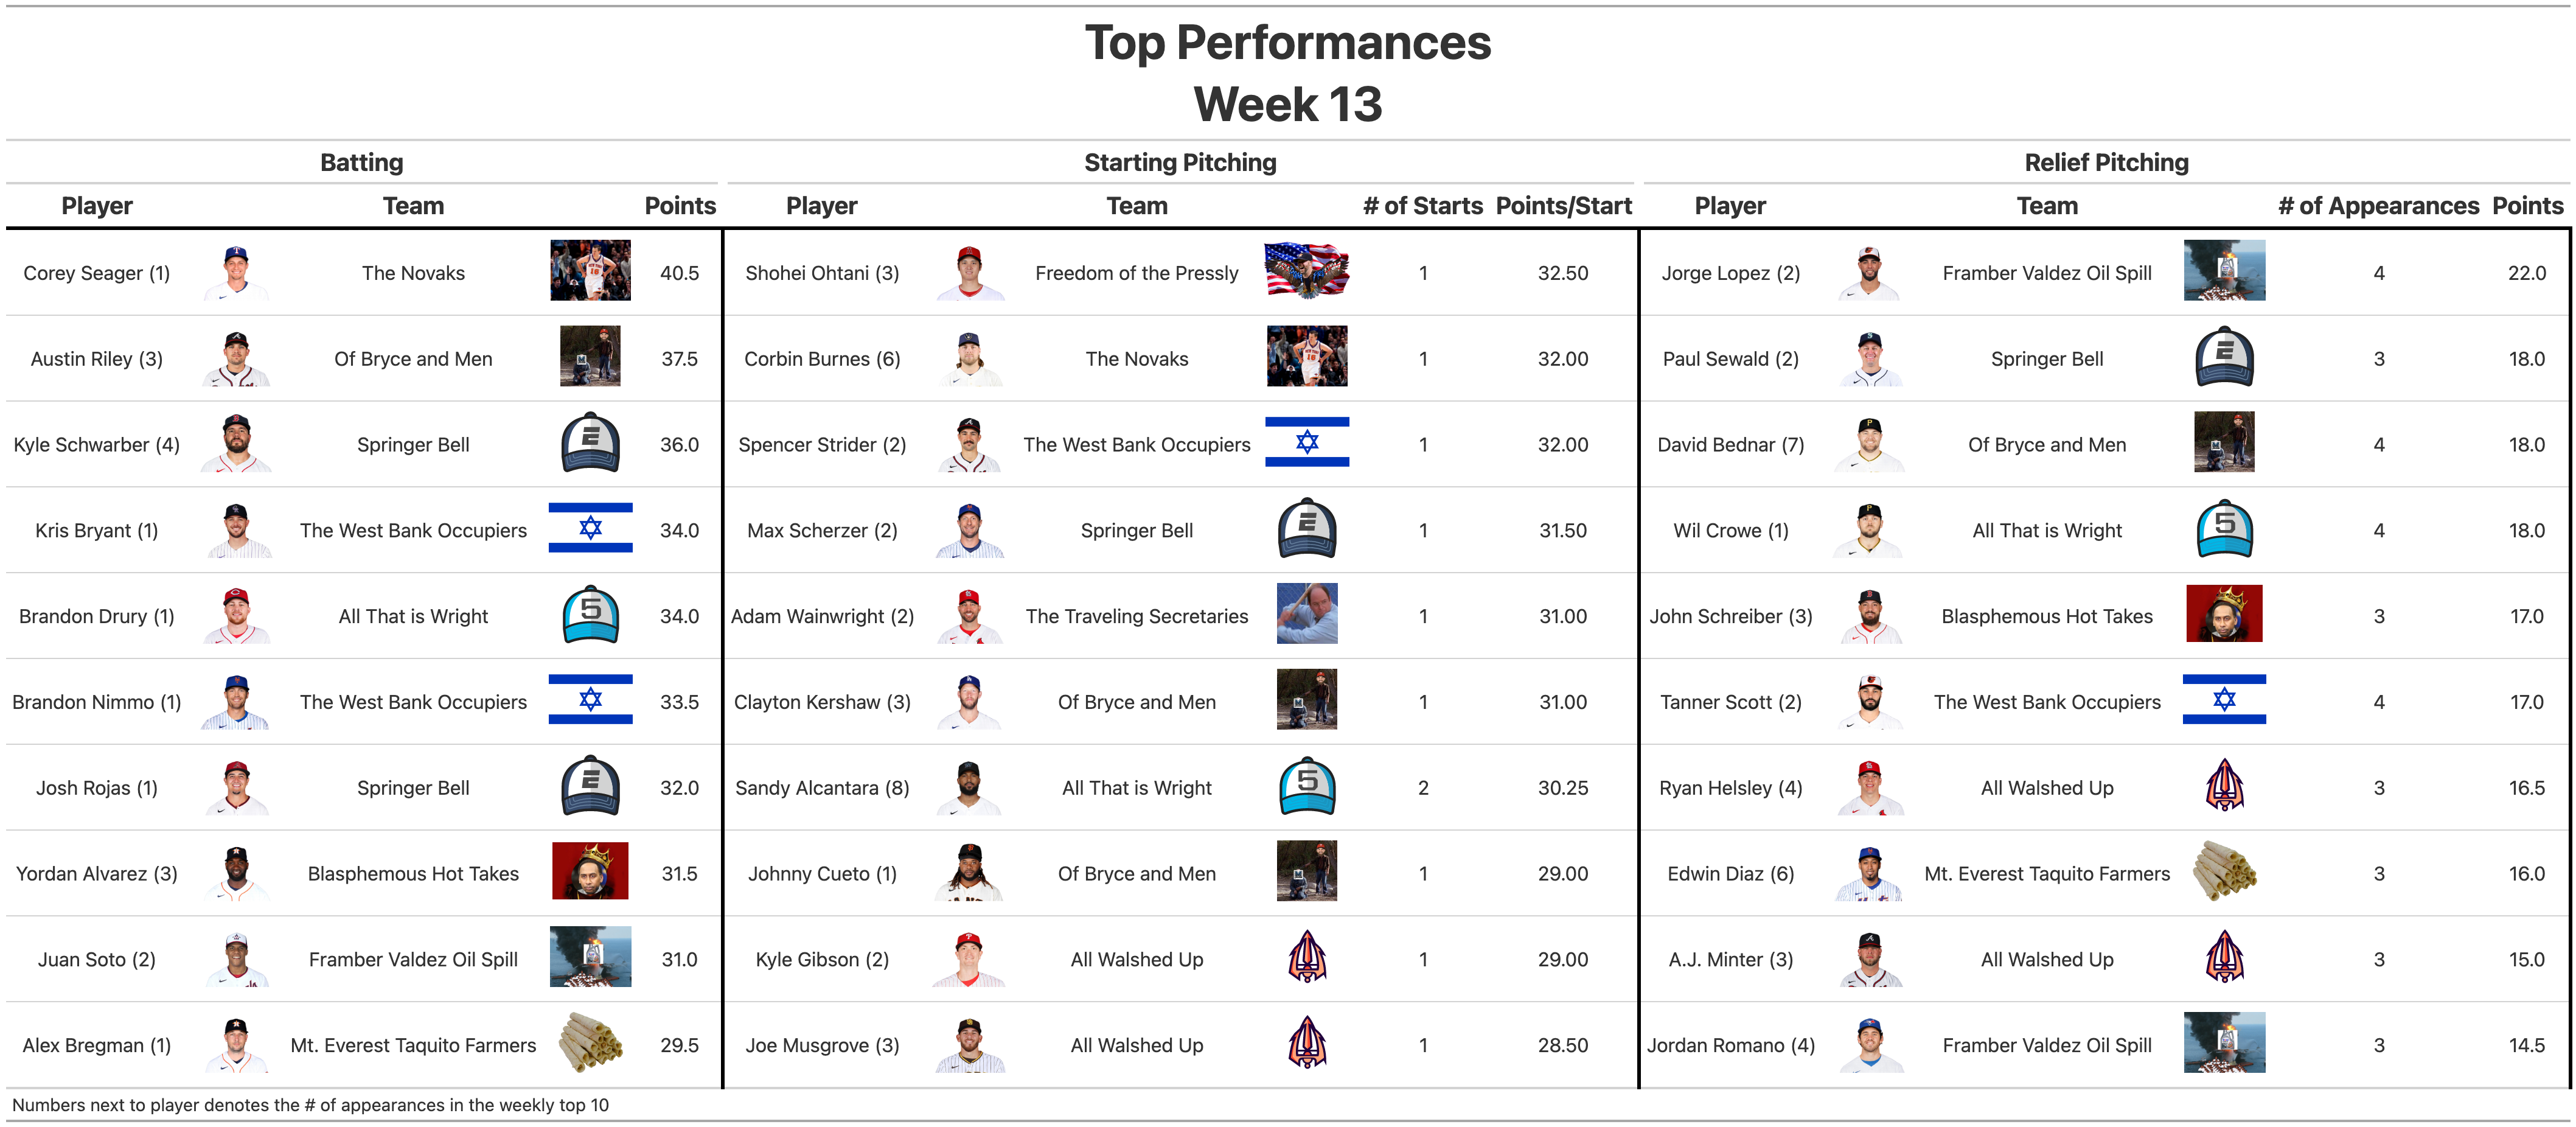 Top Performances
Week 13
Batting Starting Pitching Relief Pitching
Player Team Points Player Team # of Starts Points/Start Player Team # of Appearances Points
Corey Seager (1) The Novaks 40.5 Shohei Ohtani (3) Freedom of the Pressly 1 32.50 Jorge Lopez (2) Framber Valdez Oil Spill 4 22.0
Austin Riley (3) Of Bryce and Men 37.5 Corbin Burnes (6) The Novaks 1 32.00 Paul Sewald (2) Springer Bell 3 18.0
Kyle Schwarber (4) Springer Bell 36.0 Spencer Strider (2) The West Bank Occupiers 1 32.00 David Bednar (7) Of Bryce and Men 4 18.0
Kris Bryant (1) The West Bank Occupiers 34.0 Max Scherzer (2) Springer Bell 1 31.50 Wil Crowe (1) All That is Wright 5 4 18.0
Brandon Drury (1) All That is Wright 5 34.0 Adam Wainwright (2) The Traveling Secretaries 1 31.00 John Schreiber (3) Blasphemous Hot Takes 3 17.0
Brandon Nimmo (1) The West Bank Occupiers 33.5 Clayton Kershaw (3) Of Bryce and Men 1 31.00 Tanner Scott (2) The West Bank Occupiers 4 17.0
Josh Rojas (1) Springer Bell 32.0 Sandy Alcantara (8) All That is Wright 5 2 30.25 Ryan Helsley (4) All Walshed Up 3 16.5
Yordan Alvarez (3) Blasphemous Hot Takes 31.5 Johnny Cueto (1) Of Bryce and Men 1 29.00 Edwin Diaz (6) Mt. Everest Taquito Farmers 3 16.0
Juan Soto (2) Framber Valdez Oil Spill 31.0 Kyle Gibson (2) All Walshed Up 1 29.00 A.J. Minter (3) All Walshed Up 3 15.0
Alex Bregman (1) Mt. Everest Taquito Farmers 29.5 Joe Musgrove (3) All Walshed Up 1 28.50 Jordan Romano (4) Framber Valdez Oil Spill 3 14.5
Numbers next to player denotes the # of appearances in the weekly top 10